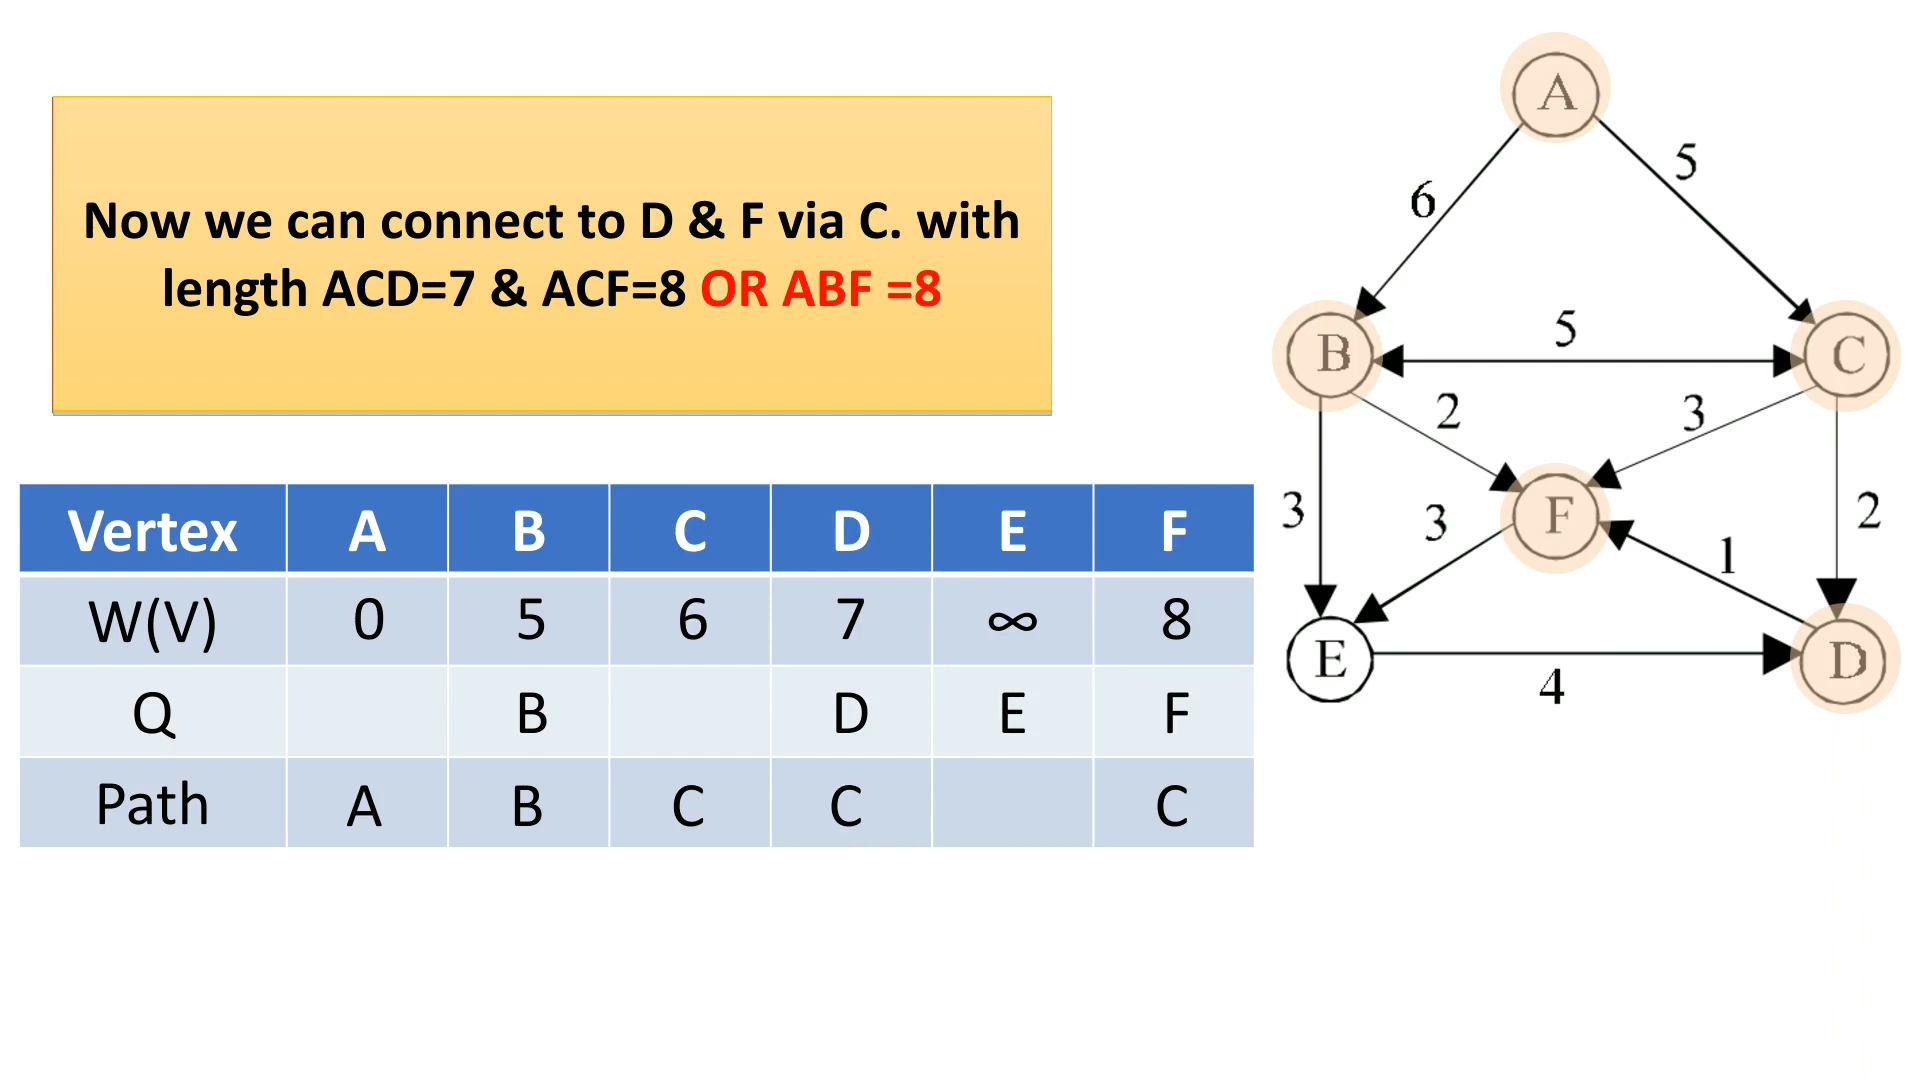 Now we can connect to D & F via C. with
length ACD=7 & ACF=8 OR ABF =8
Vertex A B C D E F
W(V) 0 5 6 7 ∞ 8
Q B D E F
Path A B C C C
A
6
5
B
5
C
2
3
3
3
F
1
2
E
4
D